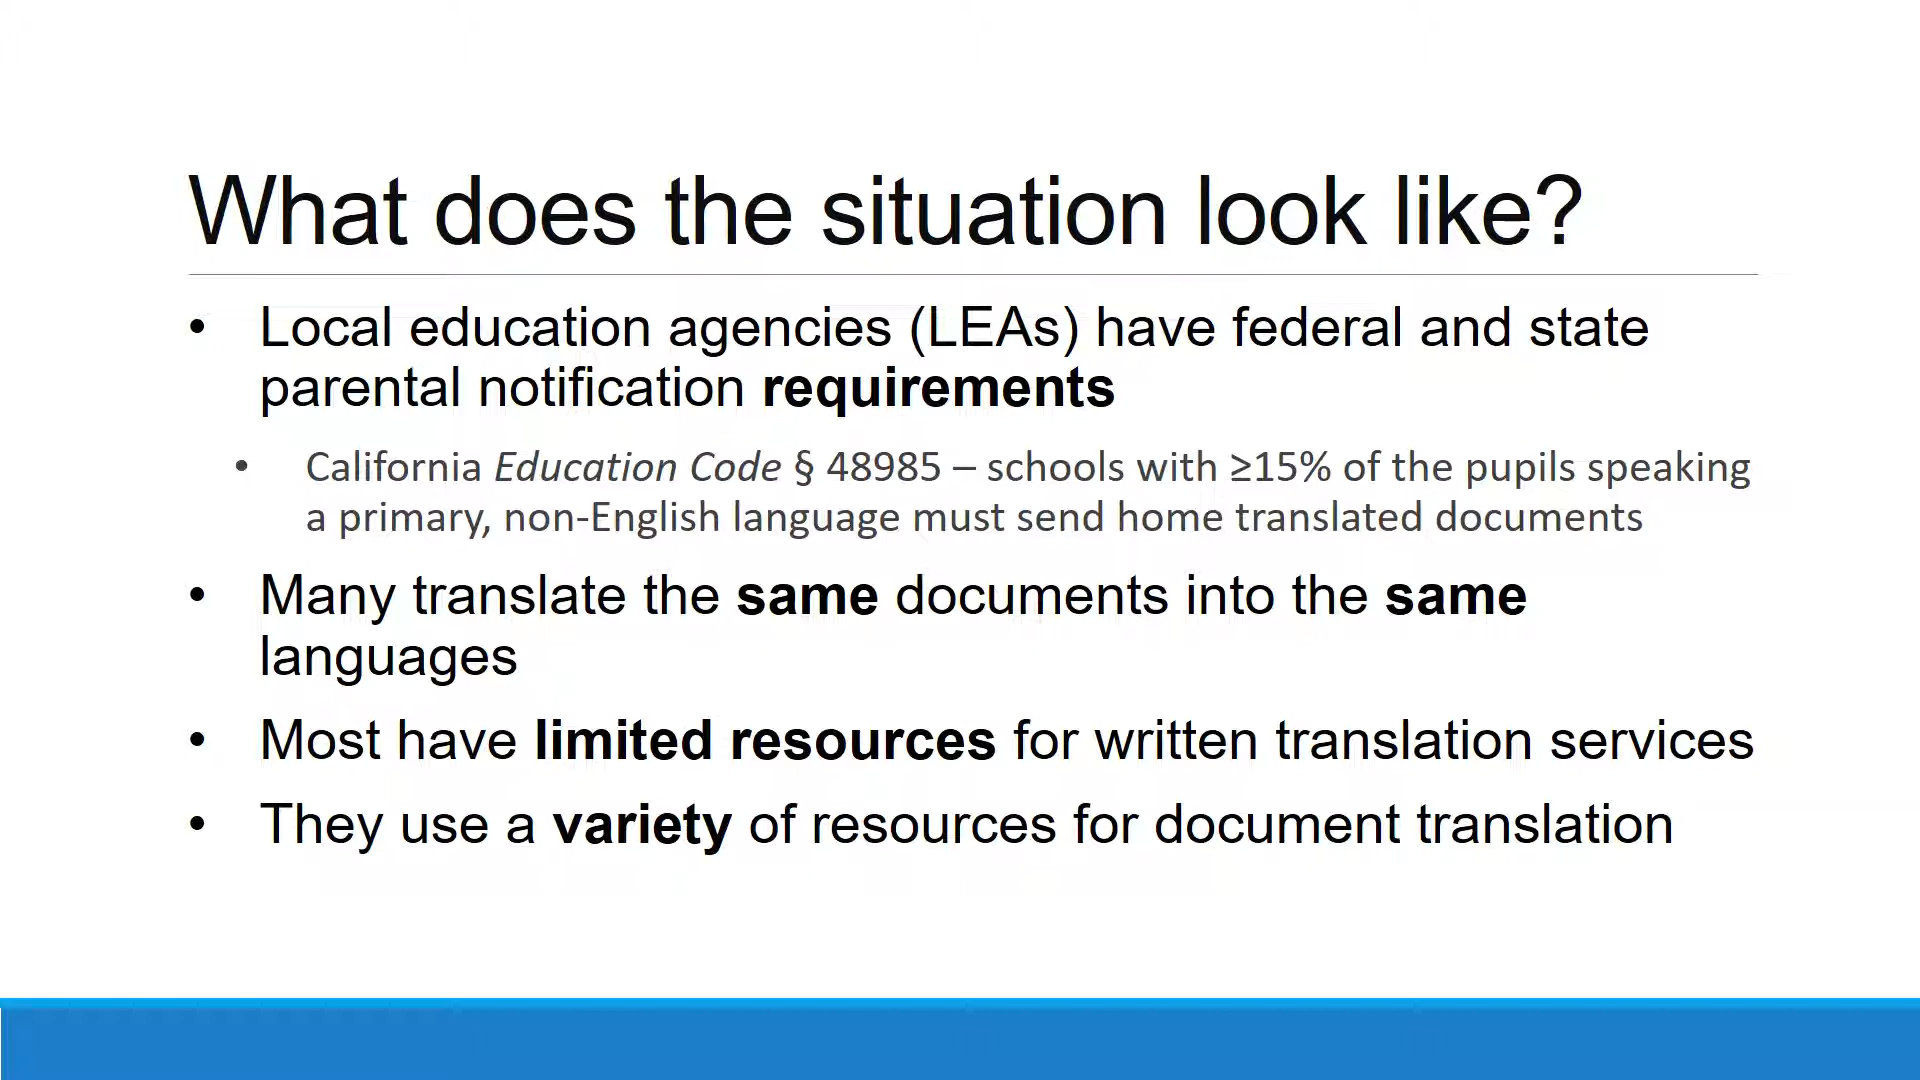 What does the situation look like?
• Local education agencies (LEAs) have federal and state
parental notification requirements
• California Education Code § 48985 – schools with ≥15% of the pupils speaking
a primary, non-English language must send home translated documents
• Many translate the same documents into the same
languages
• Most have limited resources for written translation services
• They use a variety of resources for document translation